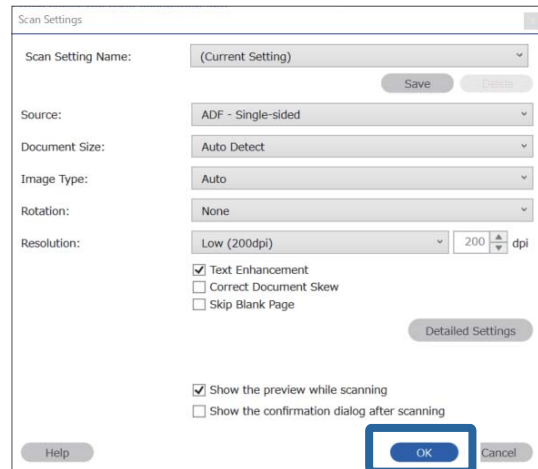 Scan Settings
Scan Setting Name: (Current Setting)
Save Delete
Source: ADF - Single-sided
Document Size: Auto Detect
Image Type: Auto
Rotation: None
Resolution: Low (200dpi) 200 dpi
Text Enhancement
Correct Document Skew
Skip Blank Page
Detailed Settings
Show the preview while scanning
Show the confirmation dialog after scanning
Help OK Cancel